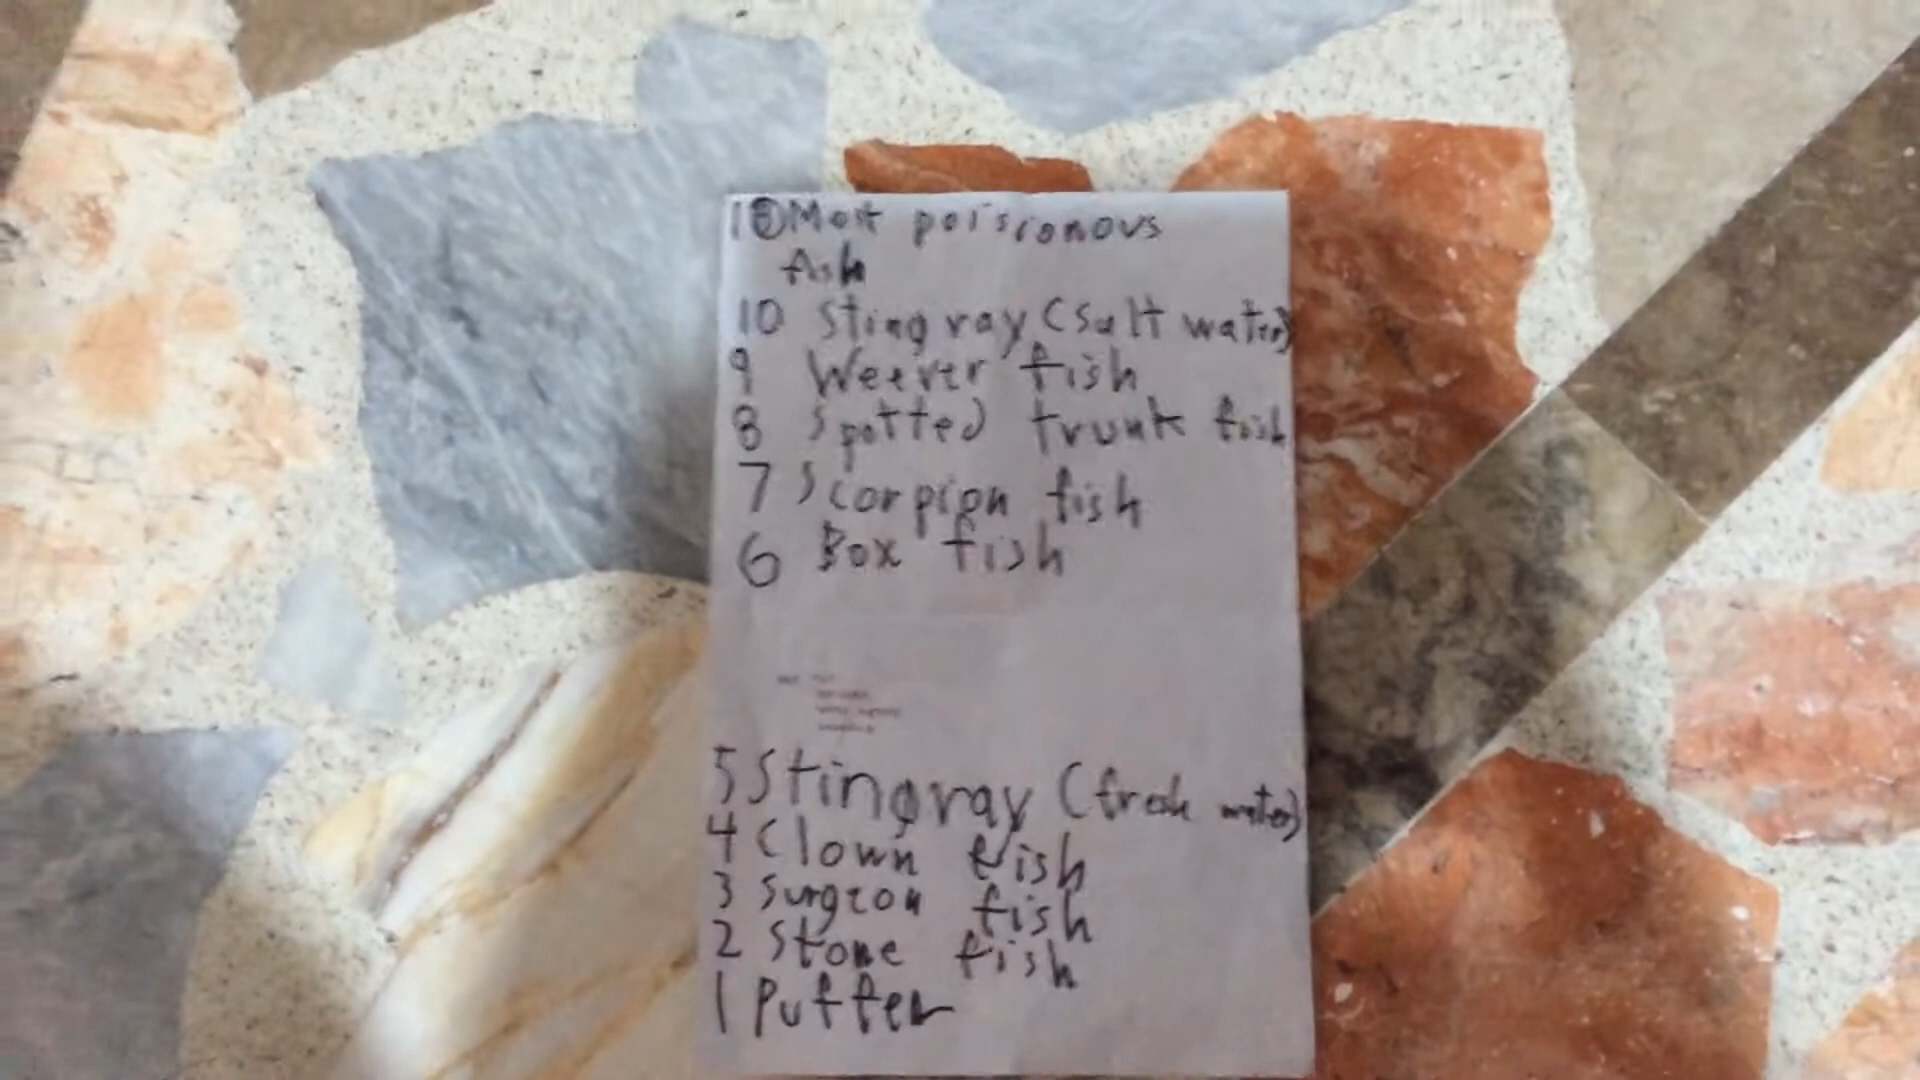 10 Most poisionous
fish
10 Sting ray (Salt water)
9 Weever fish
8 Spotted trunk fish
7 Scorpion fish
6 Box fish
5 Stingray (fresh water)
4 Clown fish
3 Surgeon fish
2 Stone fish
1 Puffer